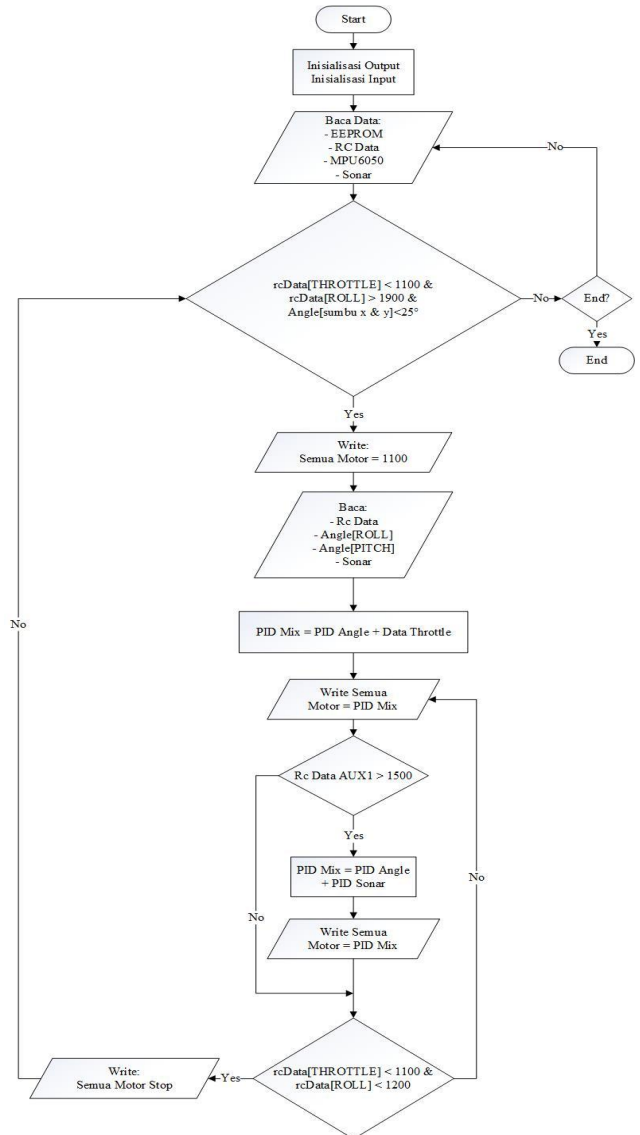 Start
Inisialisasi Output
Inisialisasi Input
Baca Data:
- EEPROM
- RC Data
- MPU6050
- Sonar
No
rcData[THROTTLE] < 1100 &
rcData[ROLL] > 1900 &
Angle[sumbu x & y]<25°
No
End?
Yes
End
Yes
Write:
Semua Motor = 1100
Baca:
- Rc Data
- Angle[ROLL]
- Angle[PITCH]
- Sonar
No
PID Mix = PID Angle + Data Throttle
Write Semua
Motor = PID Mix
Rc Data AUX1 > 1500
Yes
PID Mix = PID Angle
+ PID Sonar
No
No
Write Semua
Motor = PID Mix
rcData[THROTTLE] < 1100 &
rcData[ROLL] < 1200
Yes
Write:
Semua Motor Stop